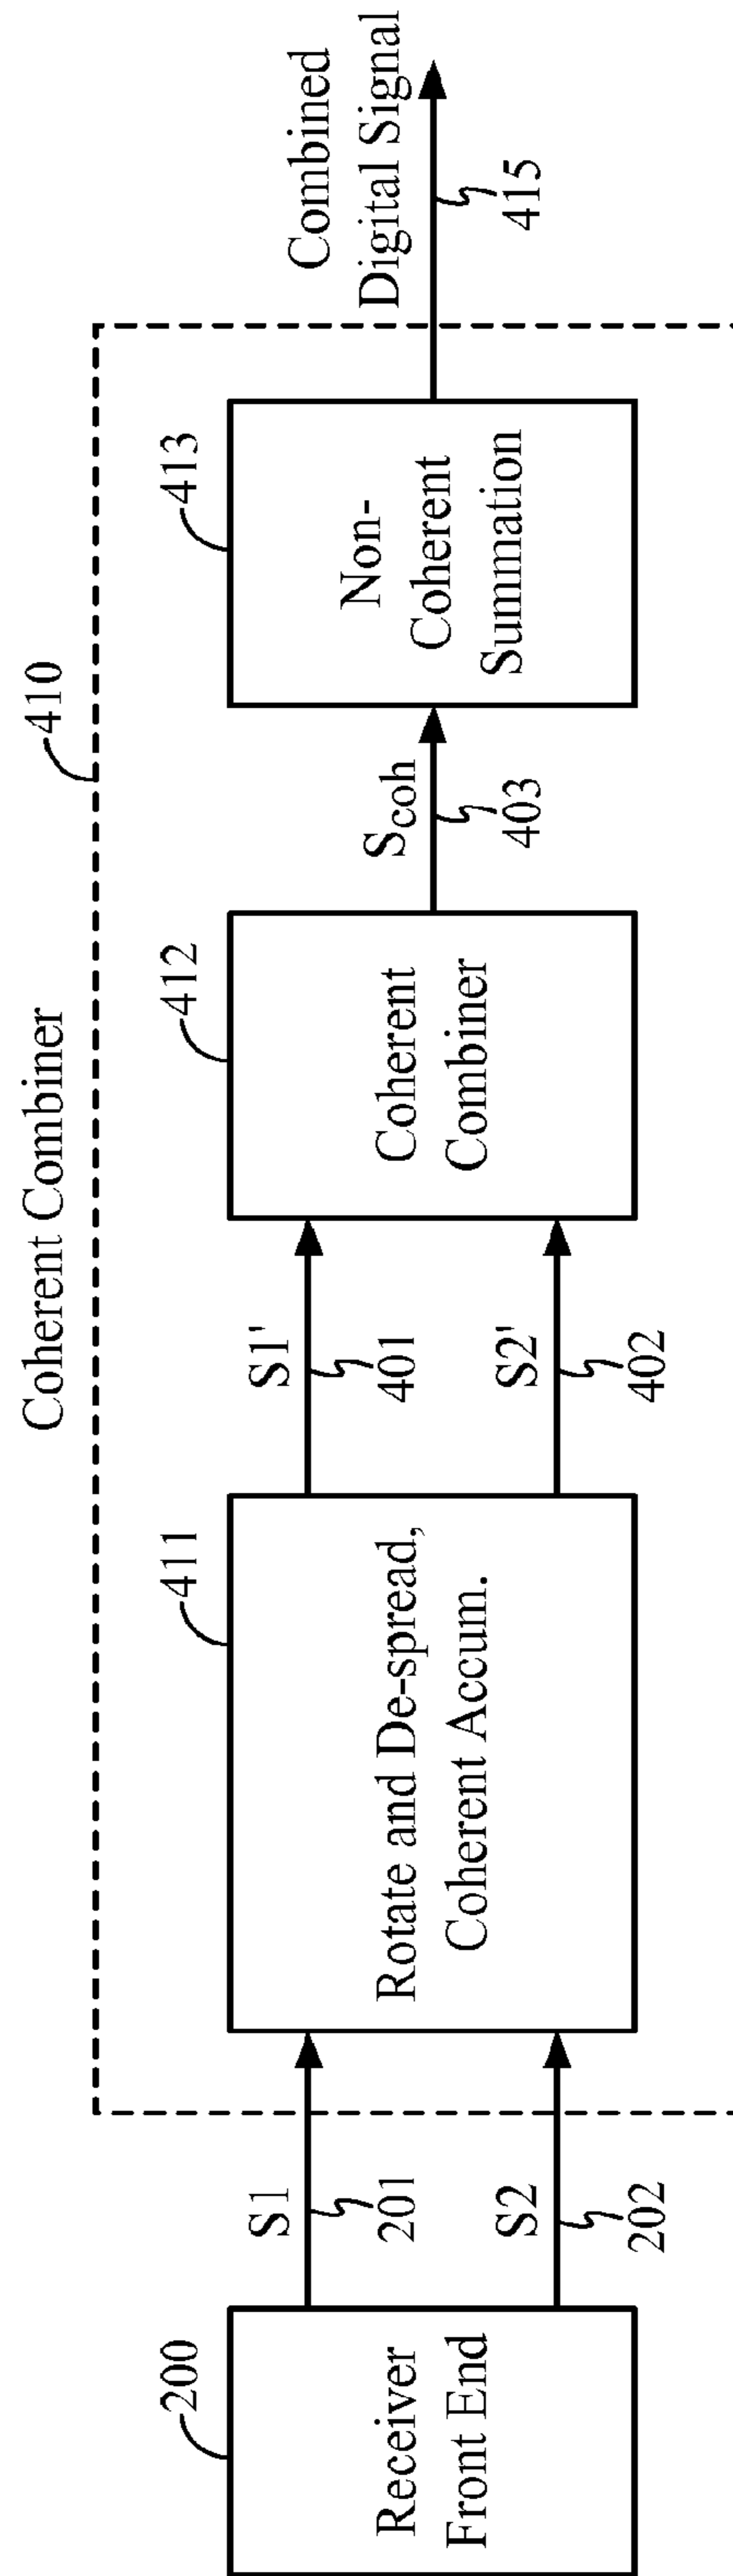 Coherent Combiner
410
200
Receiver
Front End
S1
201
S2
202
411
Rotate and De-spread,
Coherent Accum.
S1'
401
S2'
402
412
Coherent
Combiner
Scoh
403
413
Non-
Coherent
Summation
Combined
Digital Signal
415